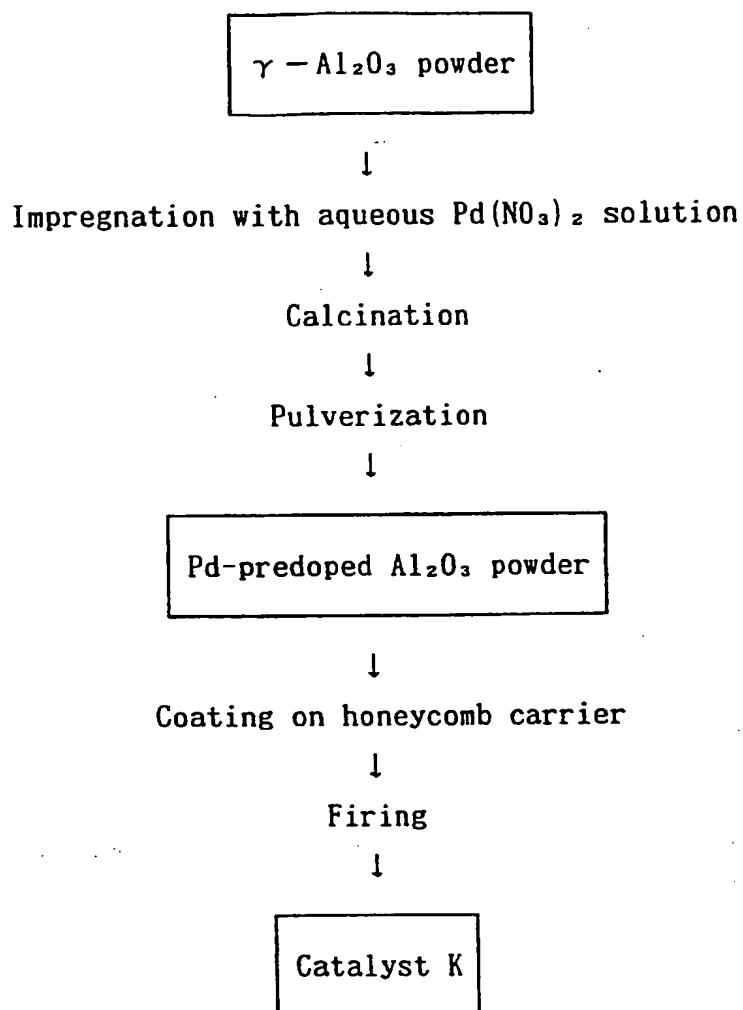 γ－Al₂O₃ powder
↓
Impregnation with aqueous Pd(NO₃)₂ solution
↓
Calcination
↓
Pulverization
↓
Pd-predoped Al₂O₃ powder
↓
Coating on honeycomb carrier
↓
Firing
↓
Catalyst K